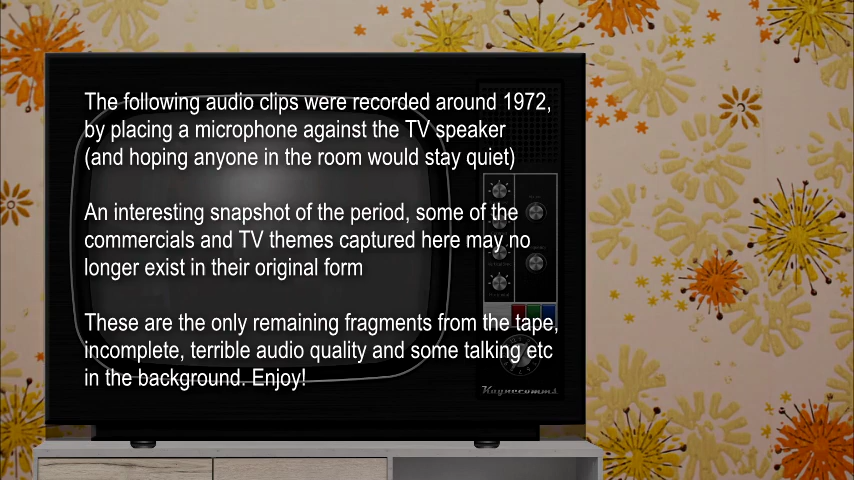 The following audio clips were recorded around 1972,
by placing a microphone against the TV speaker
(and hoping anyone in the room would stay quiet)
An interesting snapshot of the period, some of the
commercials and TV themes captured here may no
longer exist in their original form
These are the only remaining fragments from the tape,
incomplete, terrible audio quality and some talking etc
in the background. Enjoy!